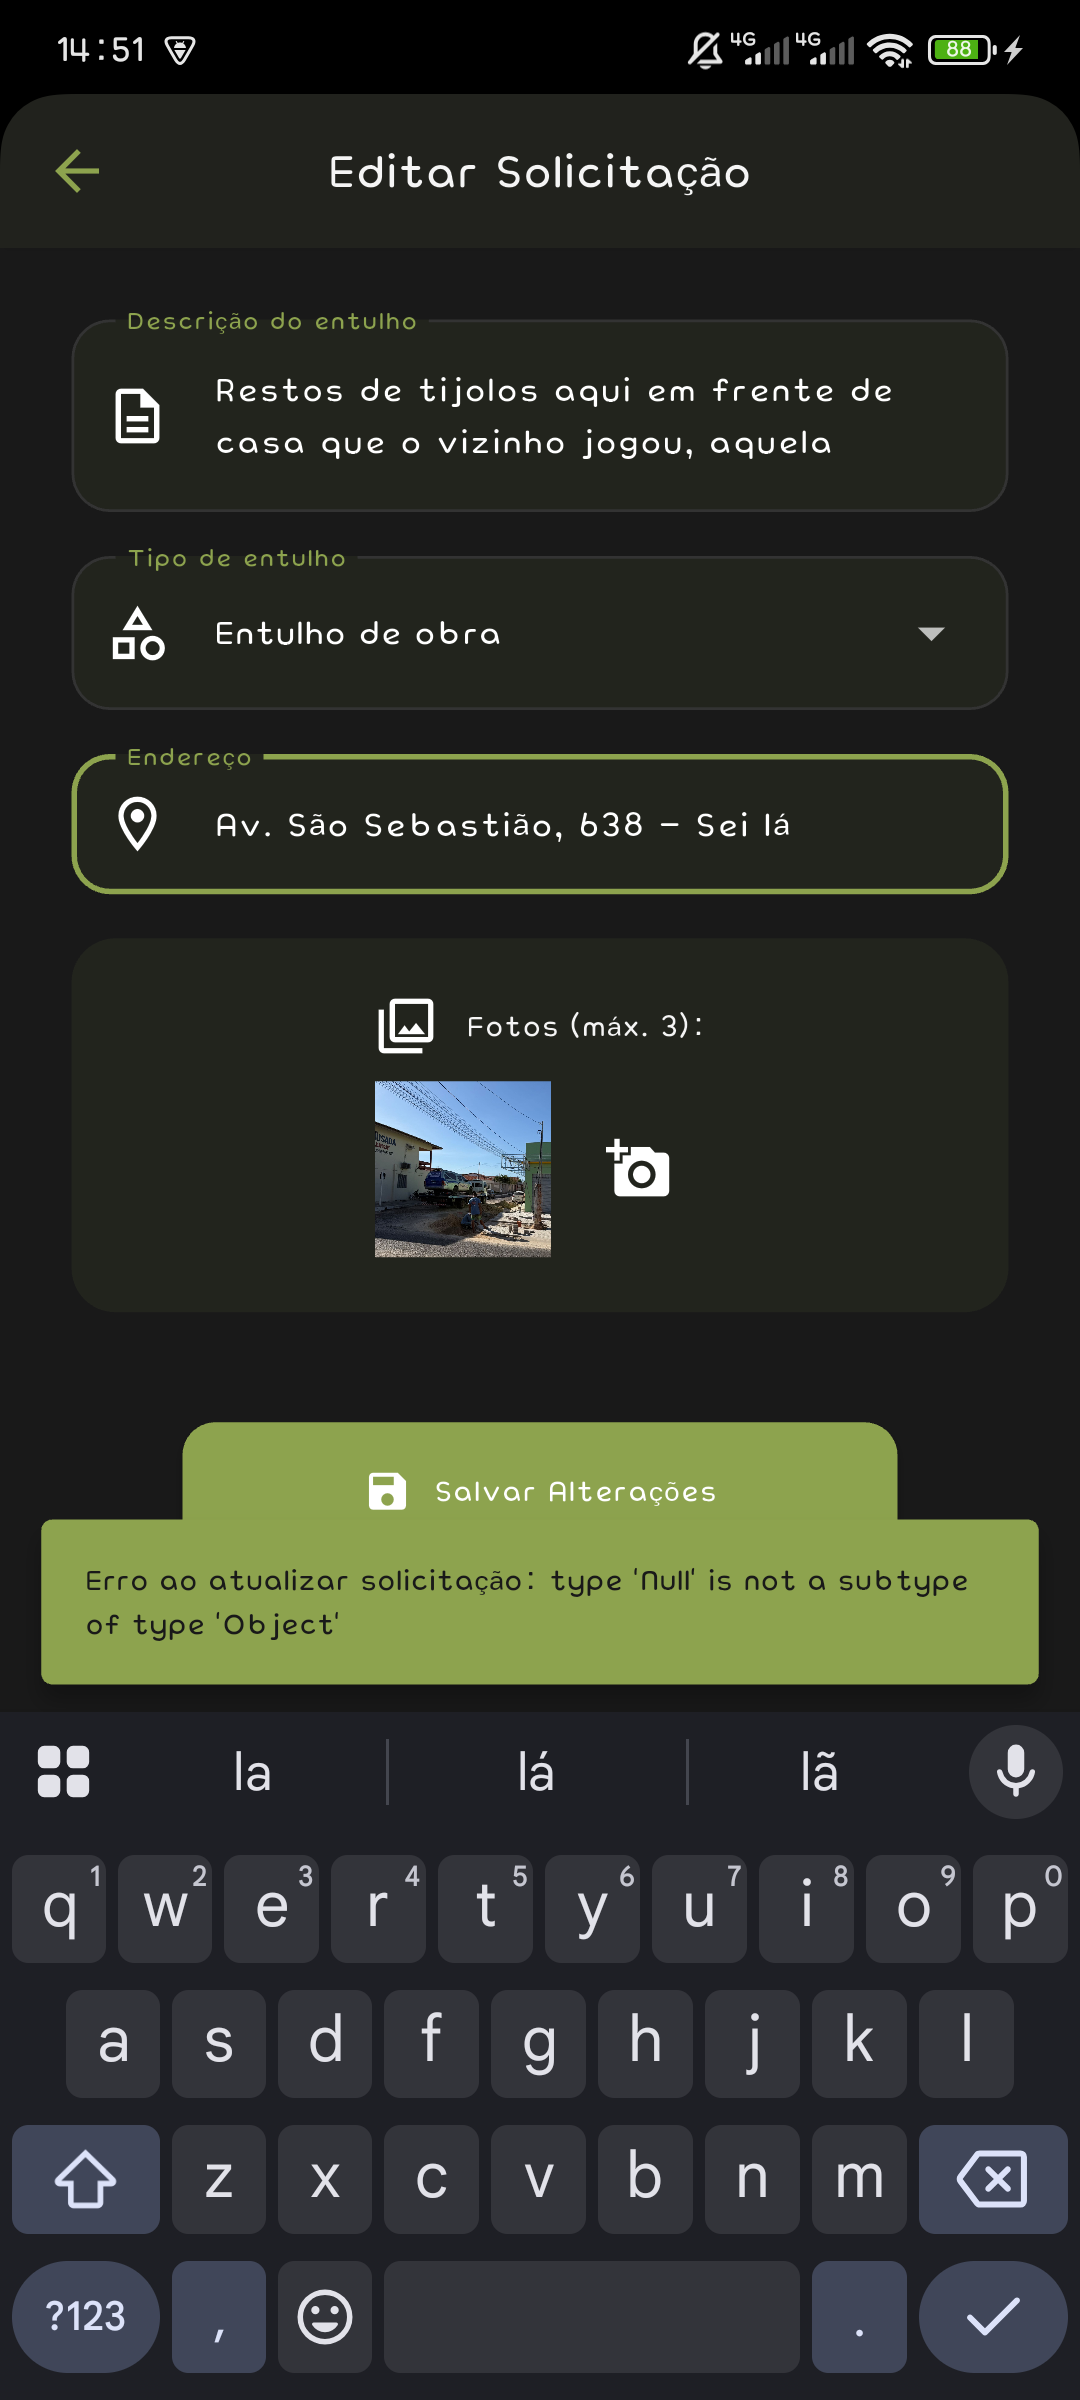 14:51
4G 4G 88
Editar Solicitação
Descrição do entulho
Restos de tijolos aqui em frente de
casa que o vizinho jogou, aquela
Tipo de entulho
Entulho de obra
Endereço
Av. São Sebastião, 638 - Sei lá
Fotos (máx. 3):
Salvar Alterações
Erro ao atualizar solicitação: type 'Null' is not a subtype
of type 'Object'
la lá lã
q 1 w 2 e 3 r 4 t 5 y 6 u 7 i 8 o 9 p 0
a s d f g h j k l
z x c v b n m
?123 , .